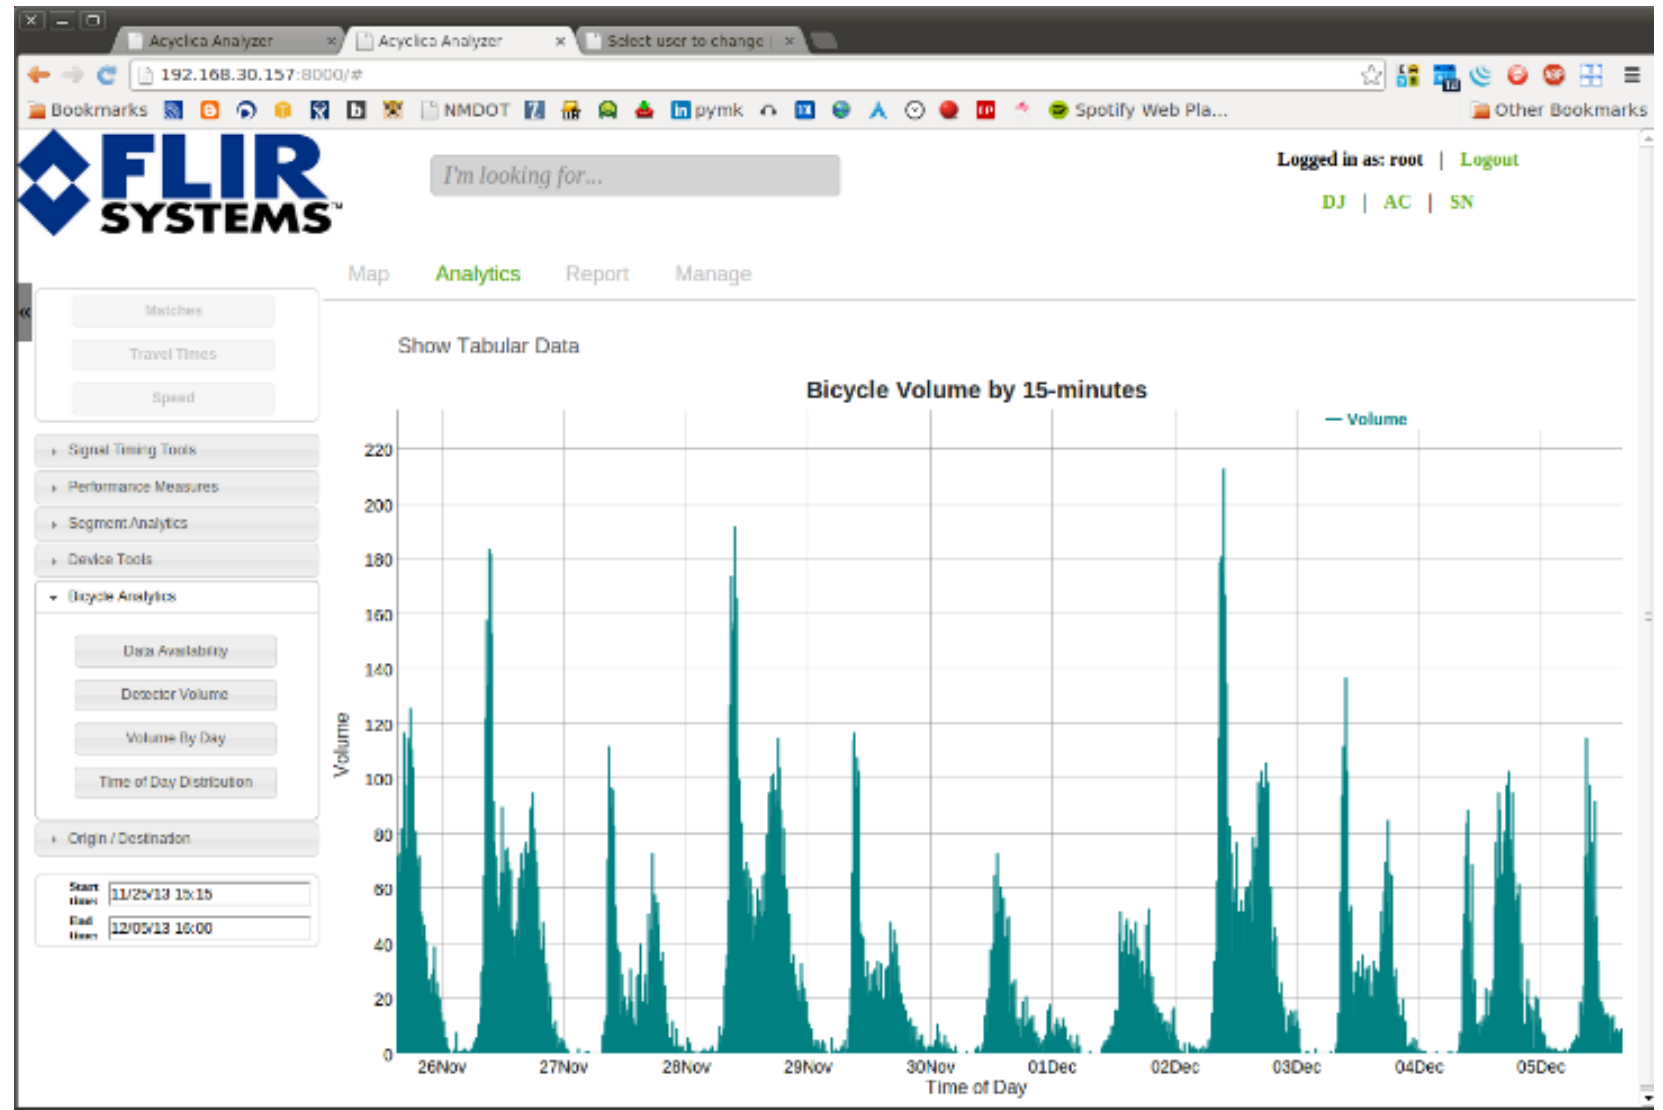 Acyclica Analyzer
Acyclica Analyzer
Select user to change |
192.168.30.157:8000/#
Bookmarks
NMDOT
pymk
Spotify Web Pla...
Other Bookmarks
FLIR
SYSTEMS™
I'm looking for...
Logged in as: root | Logout
DJ | AC | SN
Map Analytics Report Manage
Matches
Travel Times
Speed
Signal Timing Tools
Performance Measures
Segment Analytics
Device Tools
Bicycle Analytics
Data Availability
Detector Volume
Volume By Day
Time of Day Distribution
Origin / Destination
Start time: 11/25/13 15:15
End time: 12/05/13 16:00
Show Tabular Data
Bicycle Volume by 15-minutes
Volume
220
200
180
160
140
120
100
80
60
40
20
0
Volume
26Nov 27Nov 28Nov 29Nov 30Nov 01Dec 02Dec 03Dec 04Dec 05Dec
Time of Day